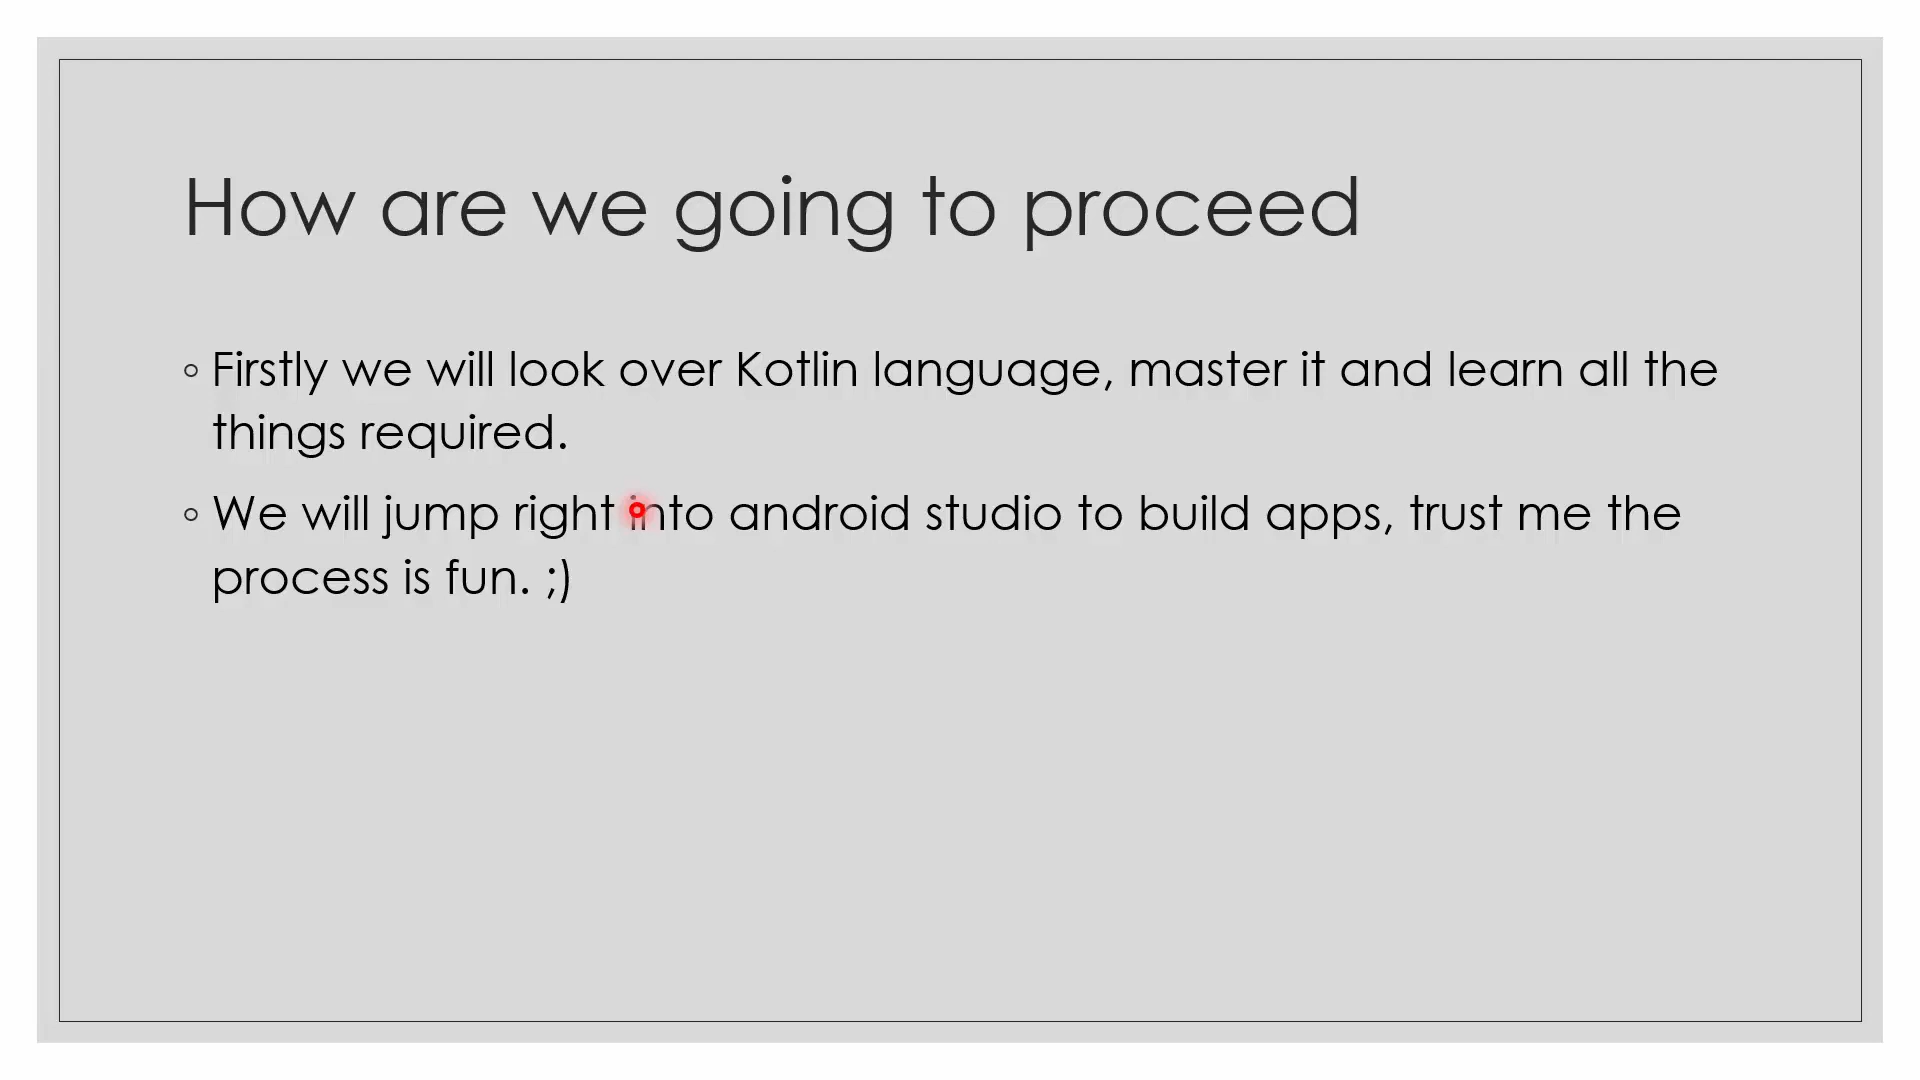 How are we going to proceed
◦ Firstly we will look over Kotlin language, master it and learn all the
things required.
◦ We will jump right into android studio to build apps, trust me the
process is fun. ;)